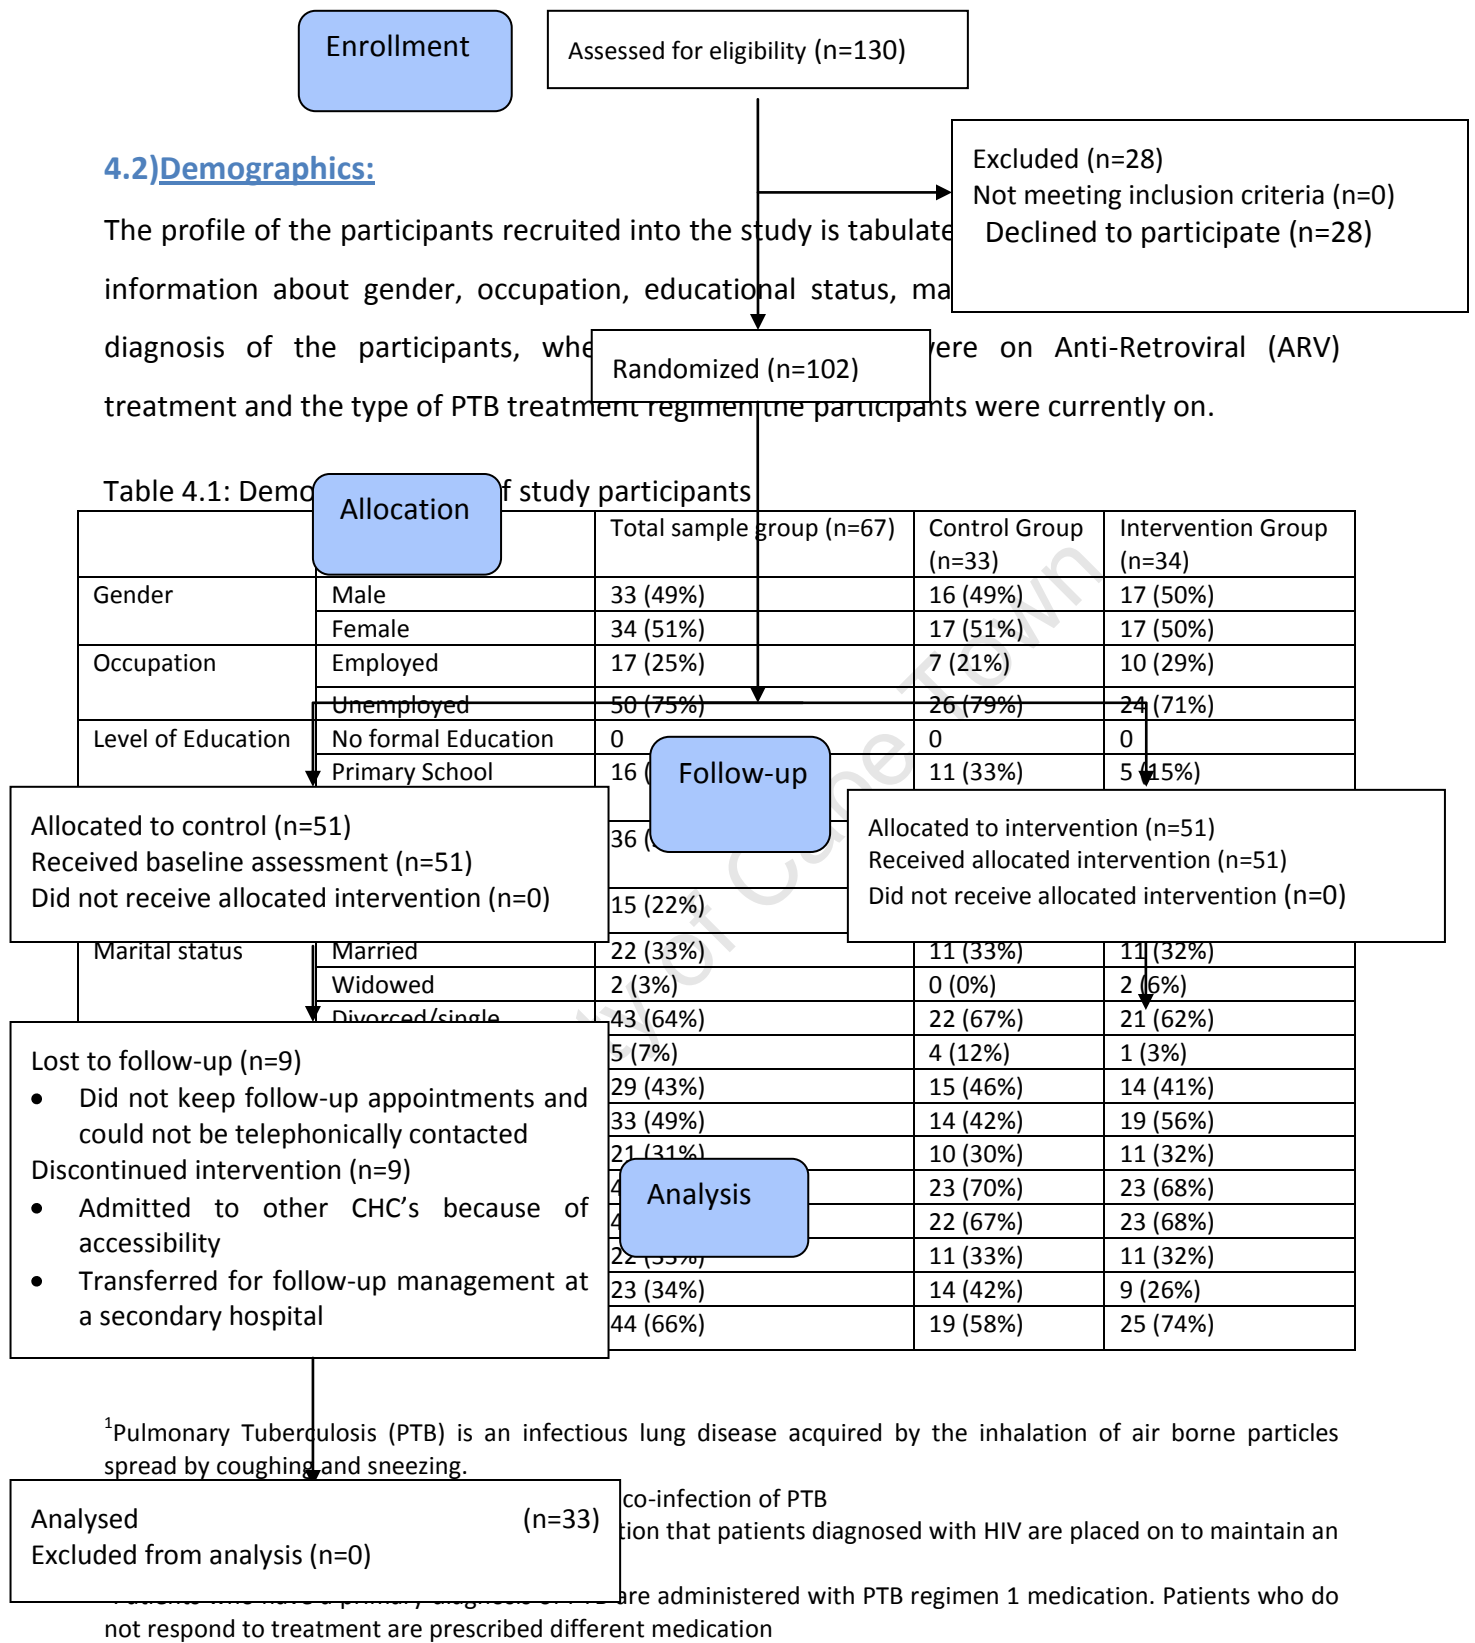 Enrollment
Assessed for eligibility (n=130)
Excluded (n=28)
Not meeting inclusion criteria (n=0)
Declined to participate (n=28)
4.2)Demographics:
The profile of the participants recruited into the study is tabulate
information about gender, occupation, educational status, ma
diagnosis of the participants, whe ere on Anti-Retroviral (ARV)
Randomized (n=102)
treatment and the type of PTB treatment regimen the participants were currently on.
Table 4.1: Demo f study participants
Allocation
Total sample group (n=67) Control Group (n=33) Intervention Group (n=34)
Gender Male 33 (49%) 16 (49%) 17 (50%)
Female 34 (51%) 17 (51%) 17 (50%)
Occupation Employed 17 (25%) 7 (21%) 10 (29%)
Unemployed 50 (75%) 26 (79%) 24 (71%)
Level of Education No formal Education 0 0 0
Primary School 16 ( 11 (33%) 5 (15%)
Follow-up
36 (
15 (22%)
Allocated to control (n=51)
Received baseline assessment (n=51)
Did not receive allocated intervention (n=0)
Allocated to intervention (n=51)
Received allocated intervention (n=51)
Did not receive allocated intervention (n=0)
Marital status Married 22 (33%) 11 (33%) 11 (32%)
Widowed 2 (3%) 0 (0%) 2 (6%)
Divorced/single 43 (64%) 22 (67%) 21 (62%)
5 (7%) 4 (12%) 1 (3%)
29 (43%) 15 (46%) 14 (41%)
33 (49%) 14 (42%) 19 (56%)
21 (31%) 10 (30%) 11 (32%)
4 23 (70%) 23 (68%)
4 22 (67%) 23 (68%)
22 (33%) 11 (33%) 11 (32%)
23 (34%) 14 (42%) 9 (26%)
44 (66%) 19 (58%) 25 (74%)
Lost to follow-up (n=9)
• Did not keep follow-up appointments and
could not be telephonically contacted
Discontinued intervention (n=9)
• Admitted to other CHC's because of
accessibility
• Transferred for follow-up management at
a secondary hospital
Analysis
1Pulmonary Tuberculosis (PTB) is an infectious lung disease acquired by the inhalation of air borne particles
spread by coughing and sneezing.
co-infection of PTB
tion that patients diagnosed with HIV are placed on to maintain an
Analysed (n=33)
Excluded from analysis (n=0)
Patients who have a primary diagnosis of PTB are administered with PTB regimen 1 medication. Patients who do
not respond to treatment are prescribed different medication
y of Cape Town